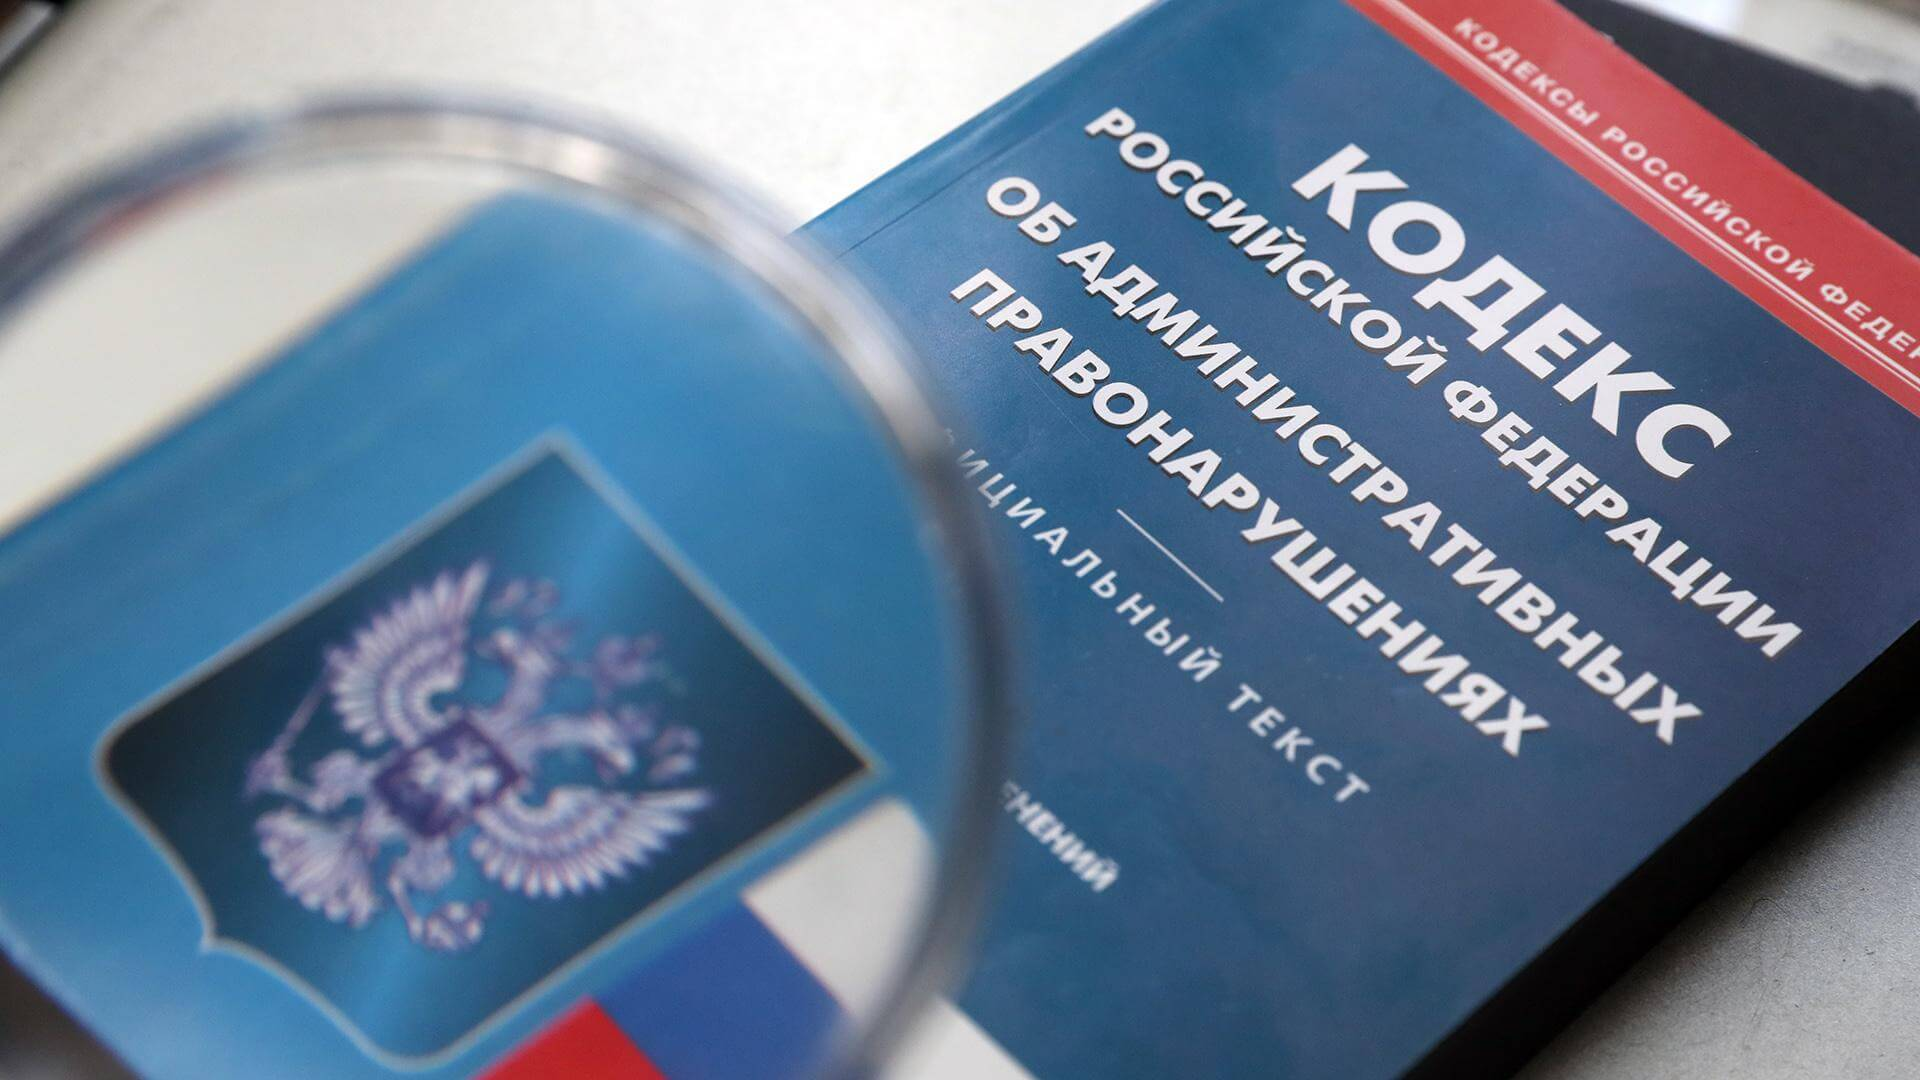 КОДЕКСЫ РОССИЙСКОЙ
КОДЕКС
РОССИЙСКОЙ ФЕДЕРАЦИИ
ОБ АДМИНИСТРАТИВНЫХ
ПРАВОНАРУШЕНИЯХ
ТЕКСТ